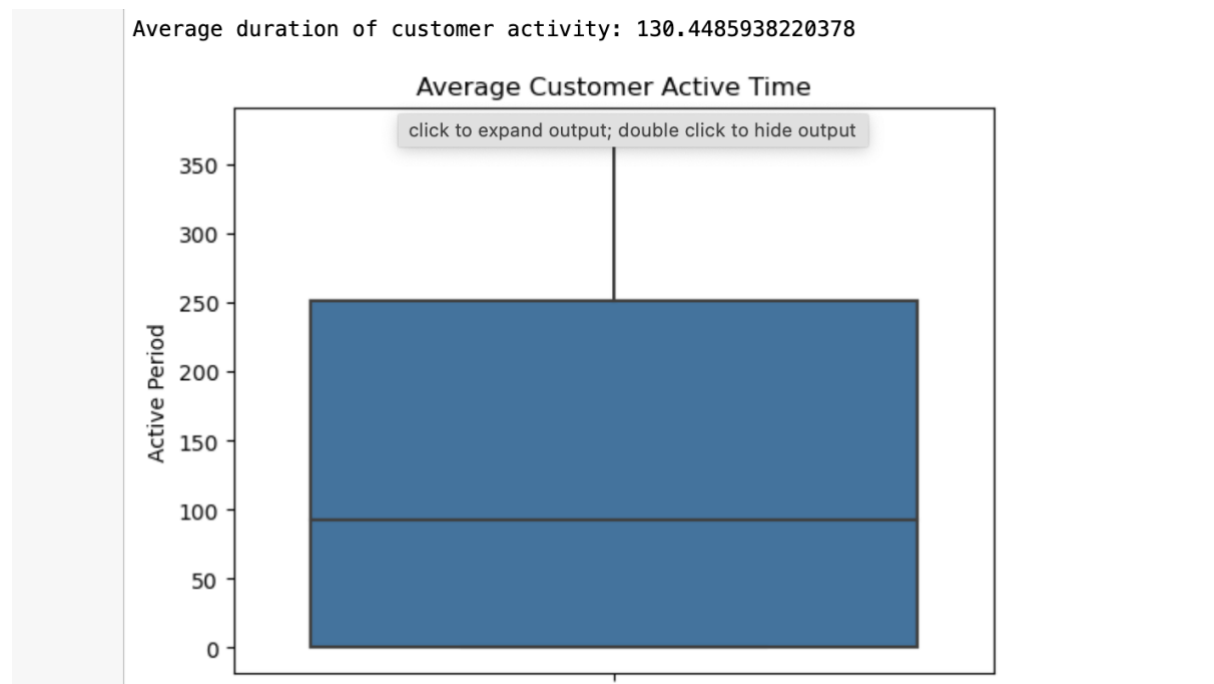 Average duration of customer activity: 130.4485938220378
Average Customer Active Time
click to expand output; double click to hide output
350
300
250
200
150
100
50
0
Active Period